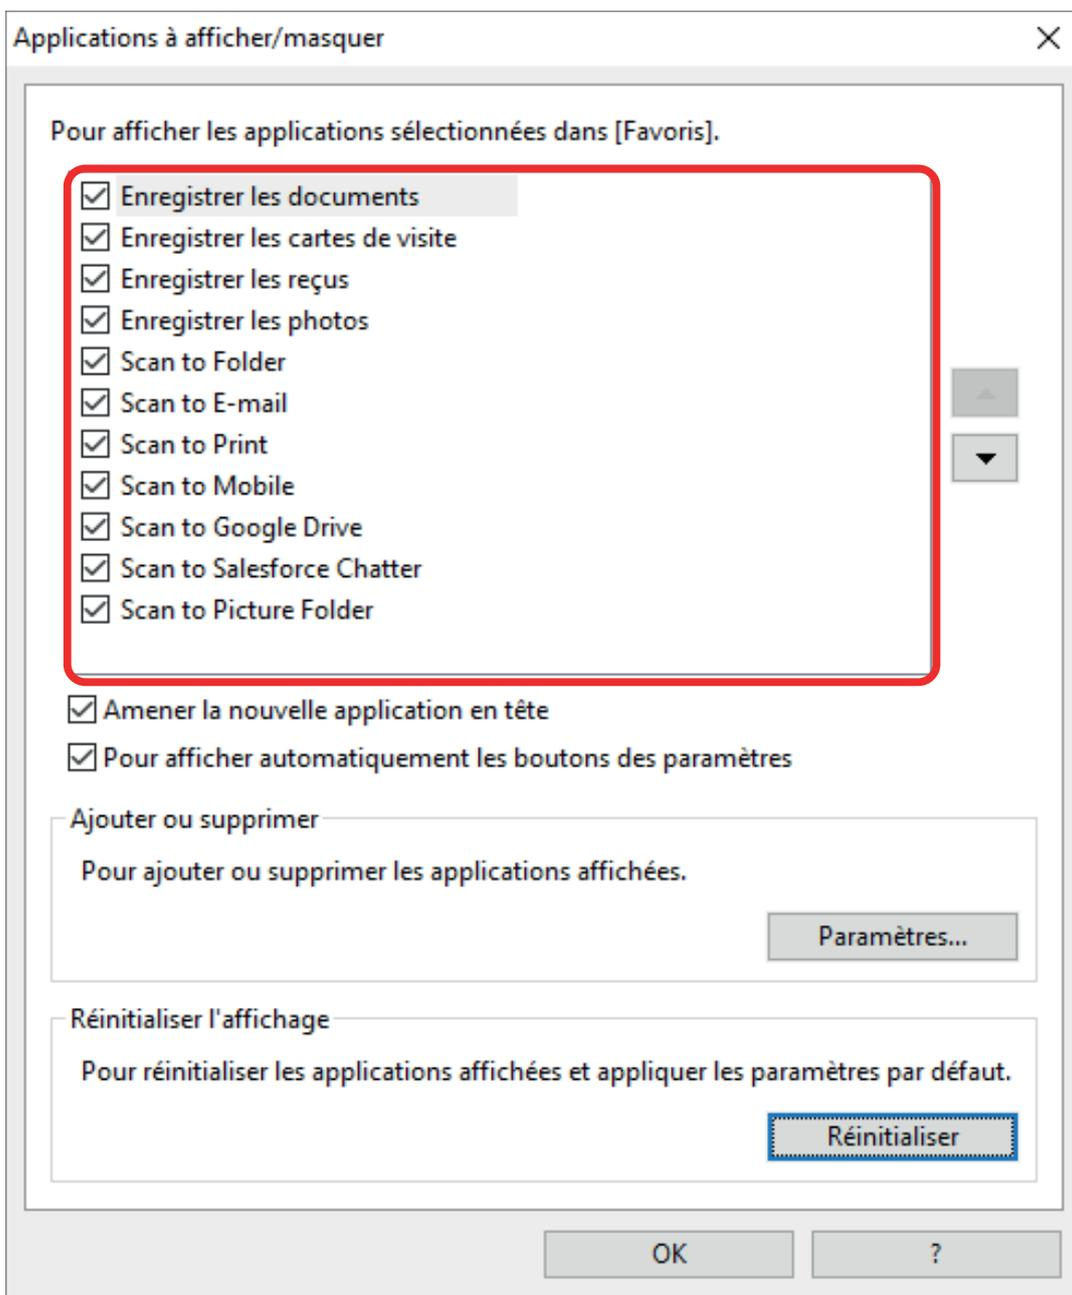 Applications à afficher/masquer
Pour afficher les applications sélectionnées dans [Favoris].
Enregistrer les documents
Enregistrer les cartes de visite
Enregistrer les reçus
Enregistrer les photos
Scan to Folder
Scan to E-mail
Scan to Print
Scan to Mobile
Scan to Google Drive
Scan to Salesforce Chatter
Scan to Picture Folder
Amener la nouvelle application en tête
Pour afficher automatiquement les boutons des paramètres
Ajouter ou supprimer
Pour ajouter ou supprimer les applications affichées.
Paramètres...
Réinitialiser l'affichage
Pour réinitialiser les applications affichées et appliquer les paramètres par défaut.
Réinitialiser
OK
?